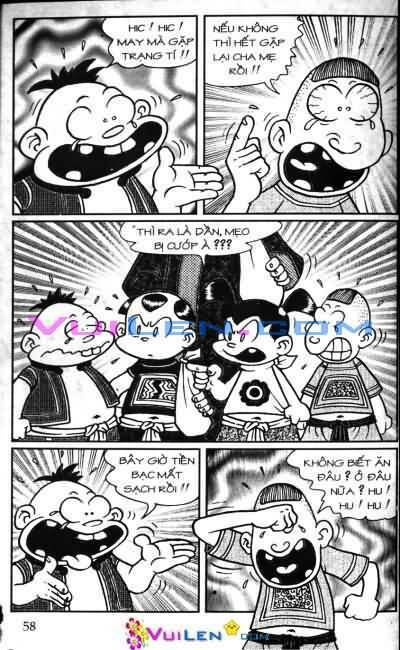 HIC! HIC!
MAY MÀ GẶP
TRẠNG TÍ!!
NẾU KHÔNG
THÌ HẾT GẶP
LẠI CHA MẸ
RỒI!!
THÌ RA LÀ DẦN, MẸO
BỊ CƯỚP À???
VUILEN.COM
BÂY GIỜ TIỀN
BẠC MẤT
SẠCH RỒI!!
KHÔNG BIẾT ĂN
ĐÂU? Ở ĐÂU
NỮA? HU!
HU! HU!
58
VUILEN
.COM